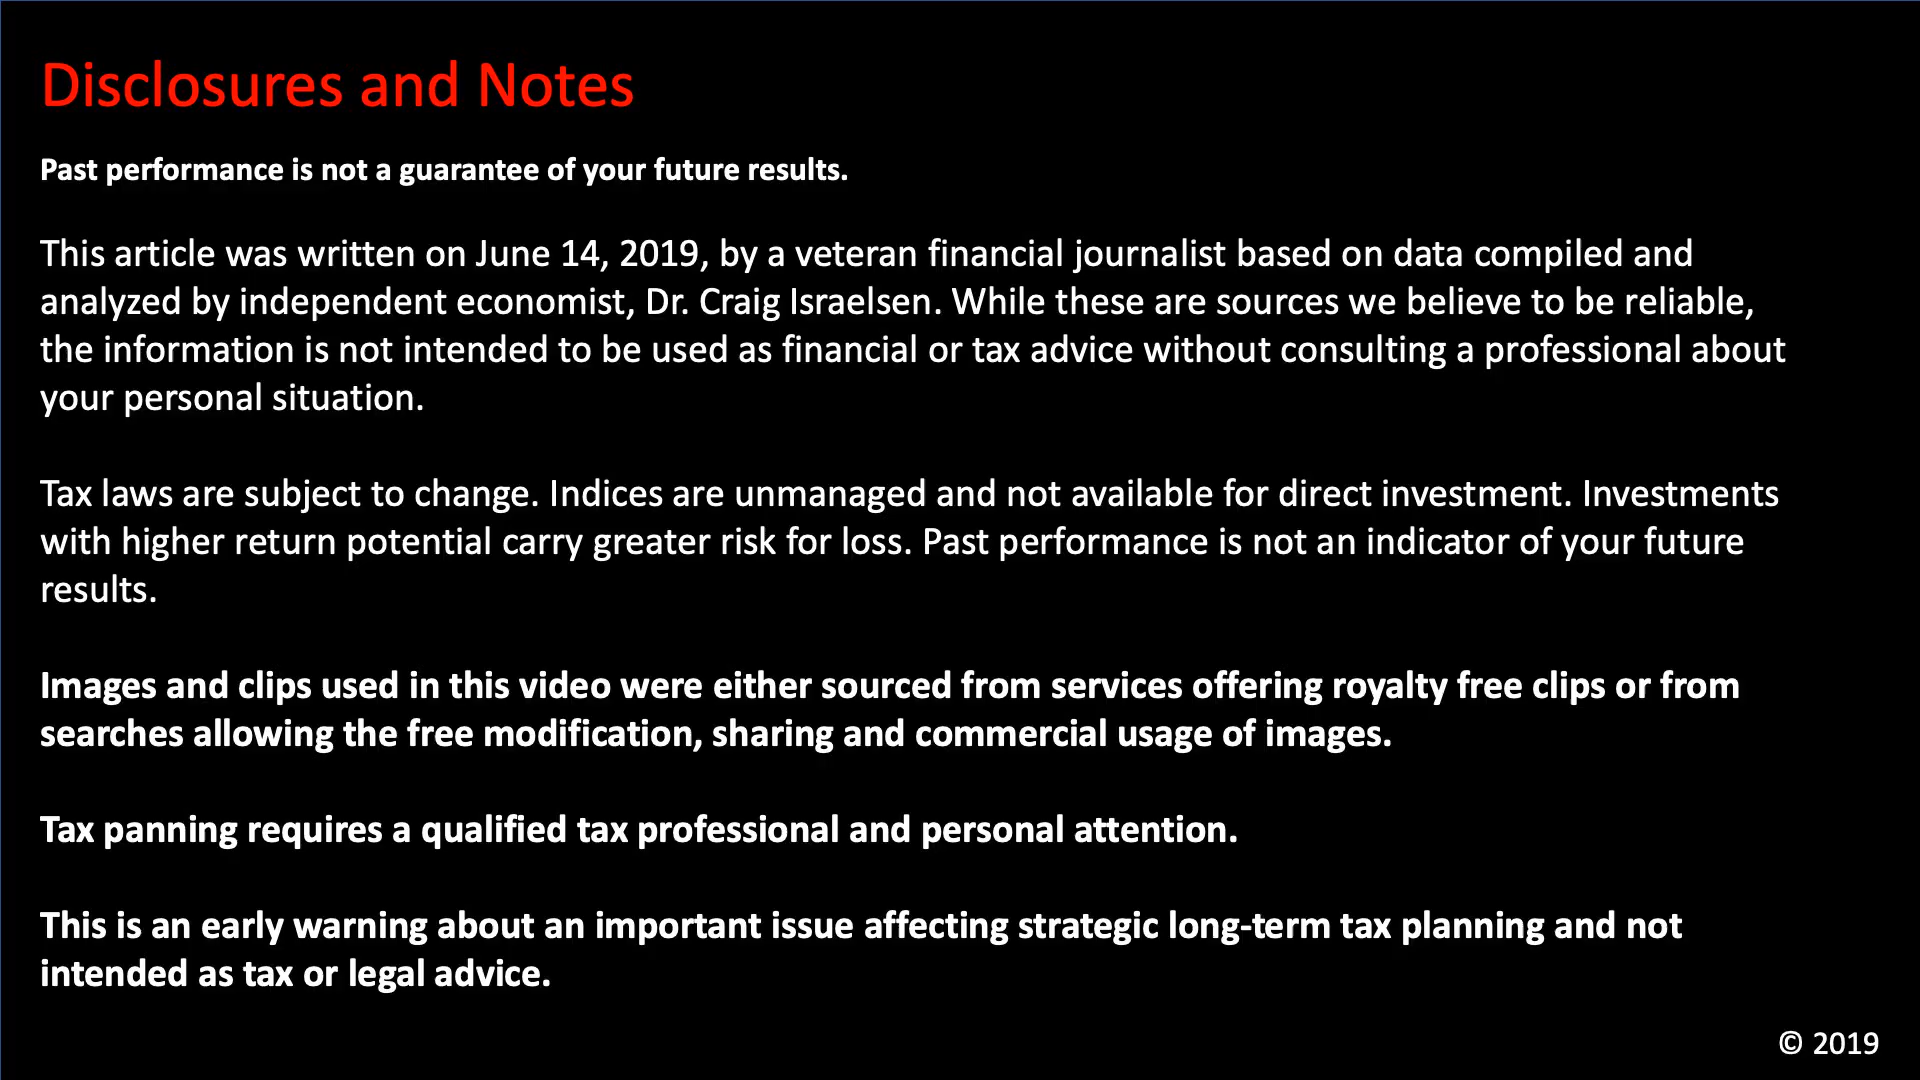 Disclosures and Notes
Past performance is not a guarantee of your future results.
This article was written on June 14, 2019, by a veteran financial journalist based on data compiled and
analyzed by independent economist, Dr. Craig Israelsen. While these are sources we believe to be reliable,
the information is not intended to be used as financial or tax advice without consulting a professional about
your personal situation.
Tax laws are subject to change. Indices are unmanaged and not available for direct investment. Investments
with higher return potential carry greater risk for loss. Past performance is not an indicator of your future
results.
Images and clips used in this video were either sourced from services offering royalty free clips or from
searches allowing the free modification, sharing and commercial usage of images.
Tax panning requires a qualified tax professional and personal attention.
This is an early warning about an important issue affecting strategic long-term tax planning and not
intended as tax or legal advice.
© 2019